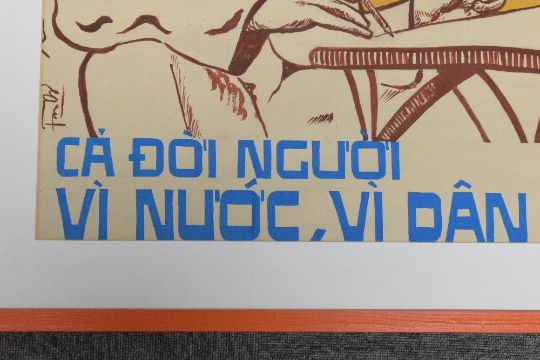 CẢ ĐỜI NGƯỜI
VÌ NƯỚC, VÌ DÂN